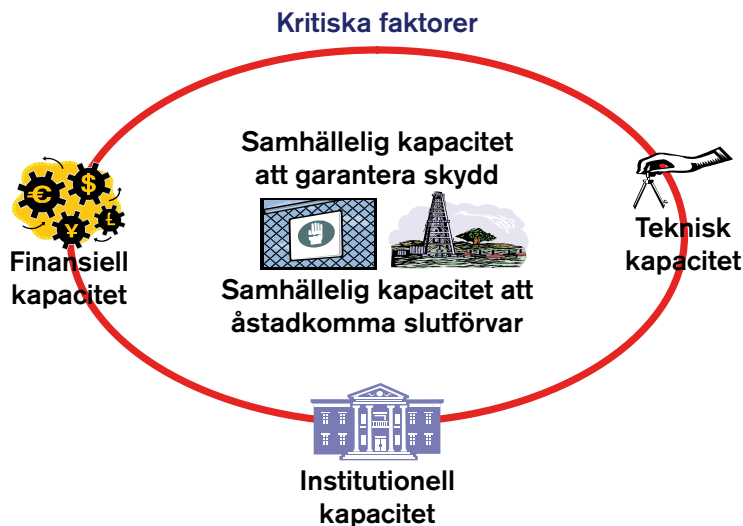 Kritiska faktorer
Samhällelig kapacitet
att garantera skydd
€
$
¥
£
Finansiell
kapacitet
Teknisk
kapacitet
Samhällelig kapacitet att
åstadkomma slutförvar
Institutionell
kapacitet